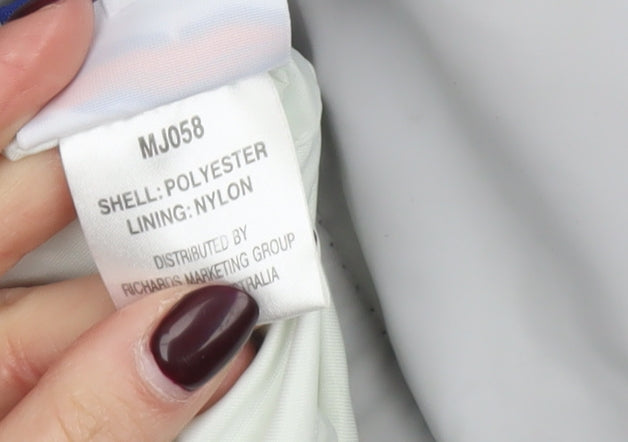 MJ058
SHELL: POLYESTER
LINING: NYLON
DISTRIBUTED BY
RICHARDS MARKETING GROUP